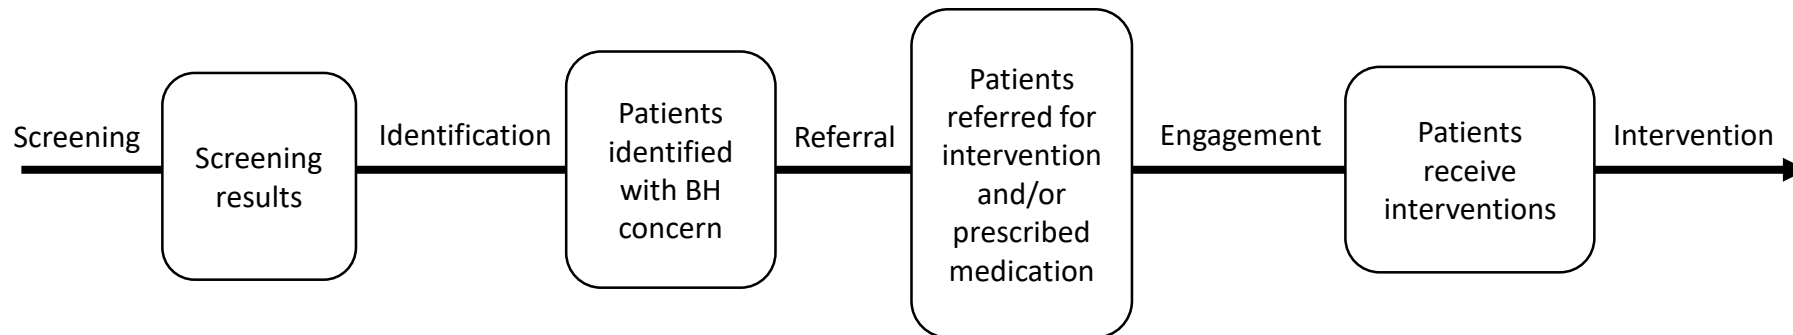 Screening
Screening
results
Identification
Patients
identified
with BH
concern
Referral
Patients
referred for
intervention
and/or
prescribed
medication
Engagement
Patients
receive
interventions
Intervention